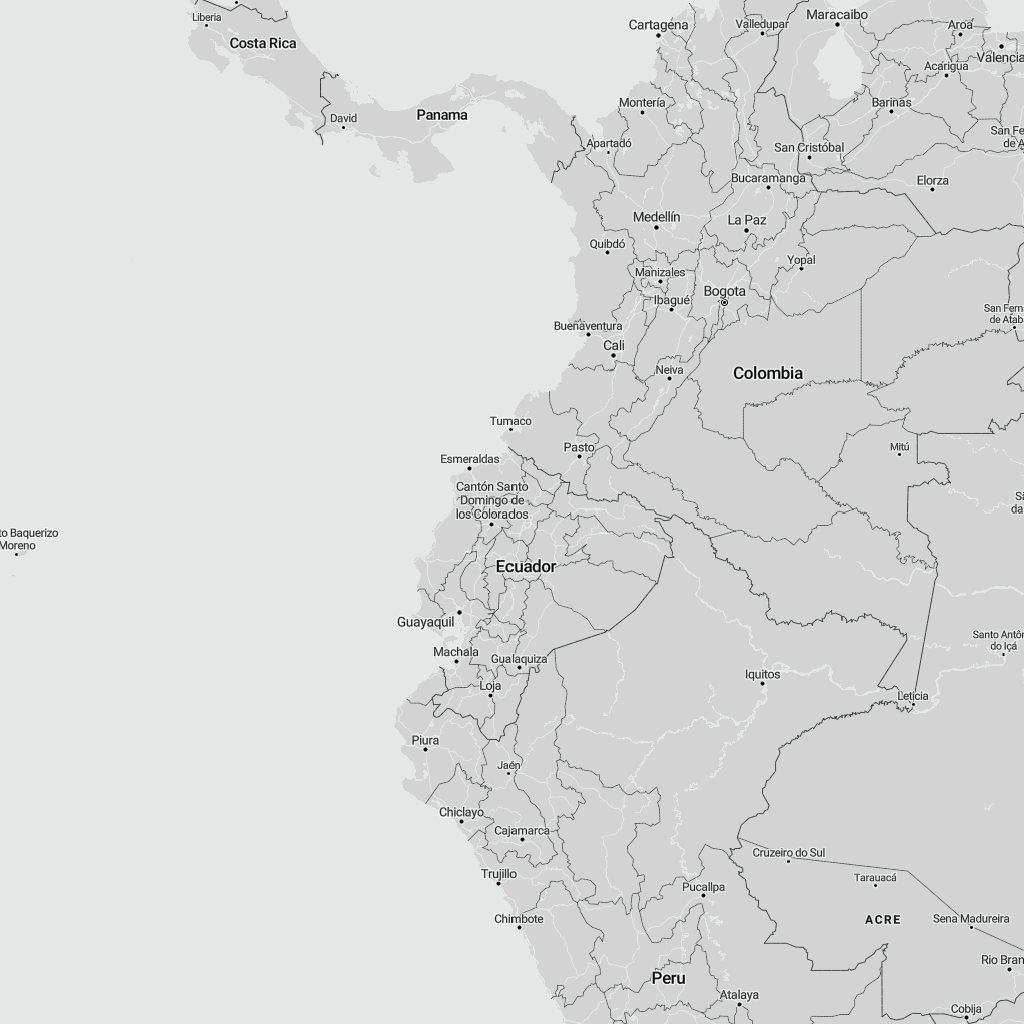 Liberia
Costa Rica
David
Panama
Cartagena
Valledupar
Maracaibo
Aroa
Valencia
Acarigua
Barinas
Montería
Apartadó
San Cristóbal
San Fe
de A
Bucaramanga
Elorza
Medellín
La Paz
Quibdó
Manizales
Yopal
Ibagué
Bogota
San Fern
de Atab
Buenaventura
Cali
Neiva
Colombia
Tumaco
Pasto
Mitú
Esmeraldas
Cantón Santo
Domingo de
los Colorados
Sã
da
to Baquerizo
Moreno
Ecuador
Guayaquil
Machala
Gualaquiza
Santo Antôn
do Içá
Loja
Iquitos
Leticia
Piura
Jaén
Chiclayo
Cajamarca
Cruzeiro do Sul
Trujillo
Tarauacá
Pucallpa
Chimbote
ACRE
Sena Madureira
Rio Bran
Peru
Atalaya
Cobija